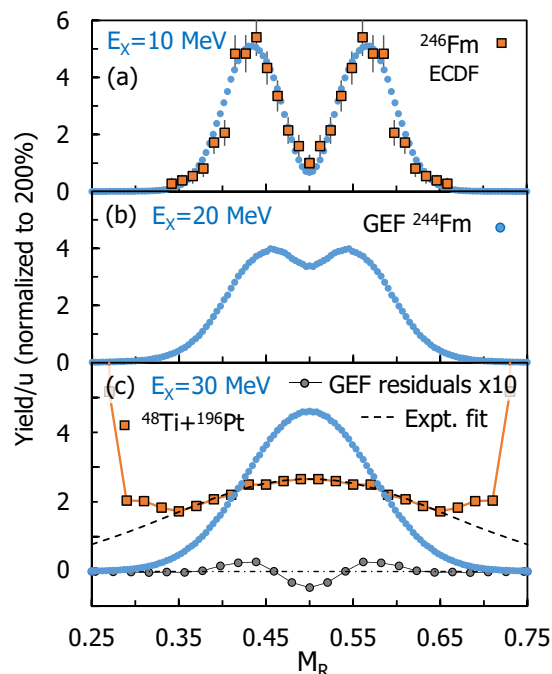 6
E_X=10 MeV
²⁴⁶Fm
ECDF
(a)
4
2
0
(b)
E_X=20 MeV
GEF ²⁴⁴Fm
4
2
0
(c)
E_X=30 MeV
GEF residuals x10
⁴⁸Ti+¹⁹⁶Pt
Expt. fit
4
2
0
Yield/u (normalized to 200%)
0.25 0.35 0.45 0.55 0.65 0.75
M_R